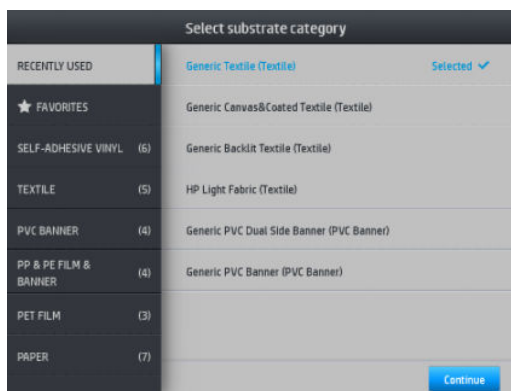 Select substrate category
RECENTLY USED
FAVORITES
SELF-ADHESIVE VINYL (6)
TEXTILE (5)
PVC BANNER (4)
PP & PE FILM &
BANNER (4)
PET FILM (3)
PAPER (7)
Generic Textile (Textile) Selected
Generic Canvas&Coated Textile (Textile)
Generic Backlit Textile (Textile)
HP Light Fabric (Textile)
Generic PVC Dual Side Banner (PVC Banner)
Generic PVC Banner (PVC Banner)
Continue